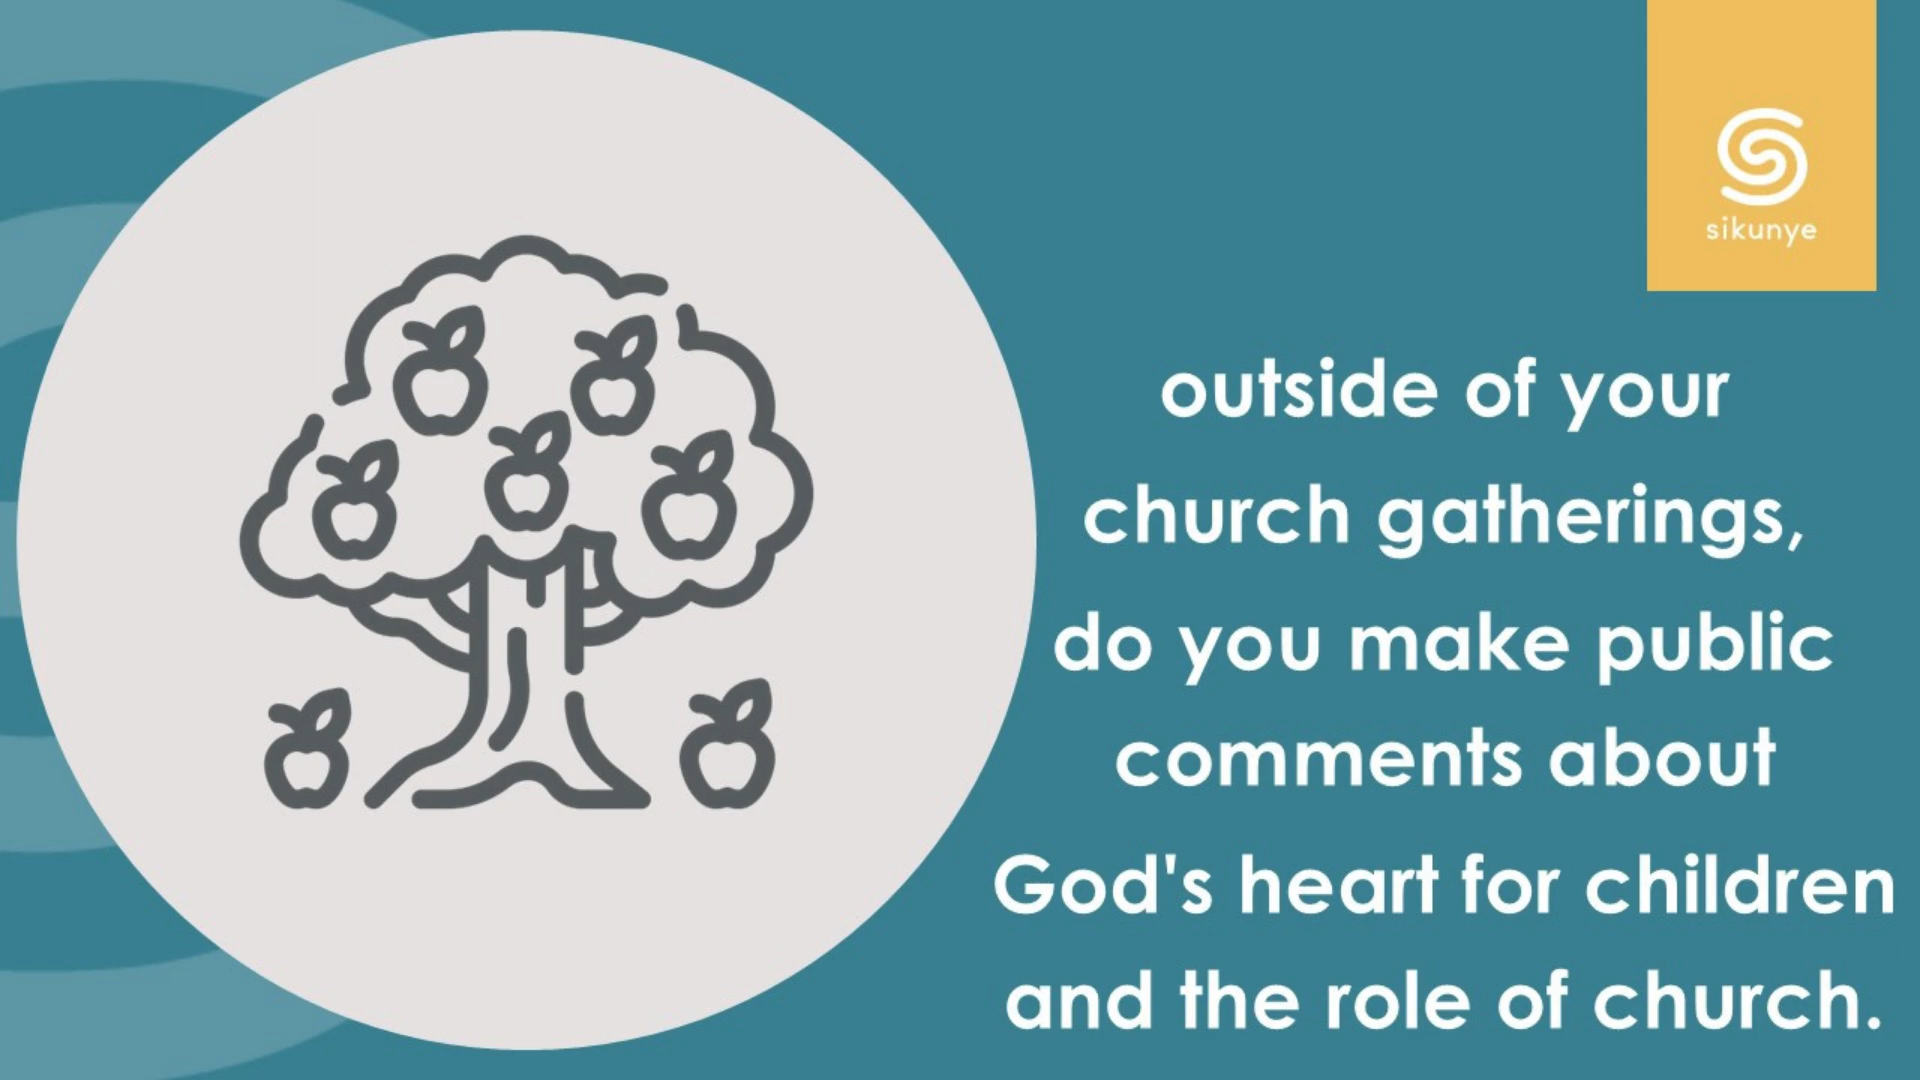 sikunye
outside of your
church gatherings,
do you make public
comments about
God's heart for children
and the role of church.